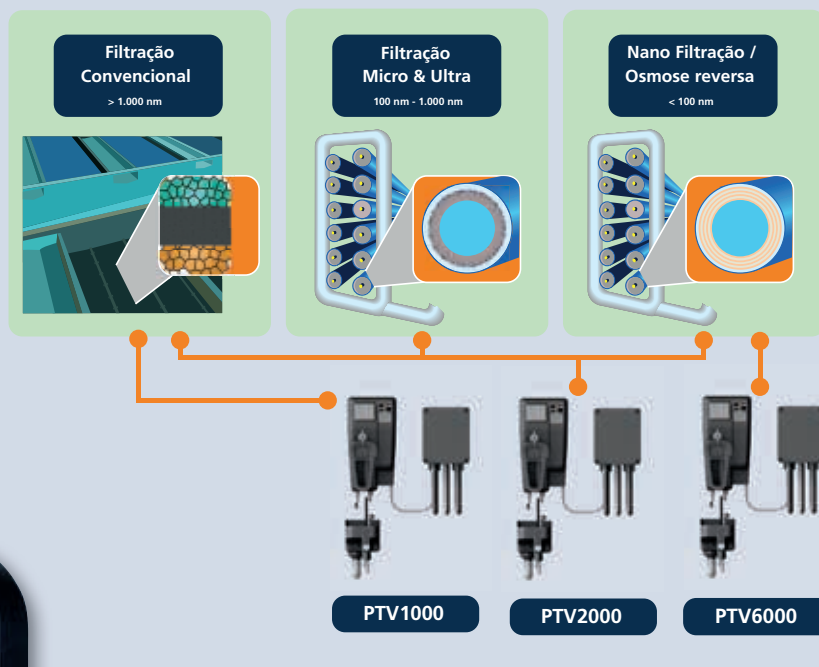 Filtração
Convencional
> 1.000 nm
Filtração
Micro & Ultra
100 nm - 1.000 nm
Nano Filtração /
Osmose reversa
< 100 nm
PTV1000
PTV2000
PTV6000